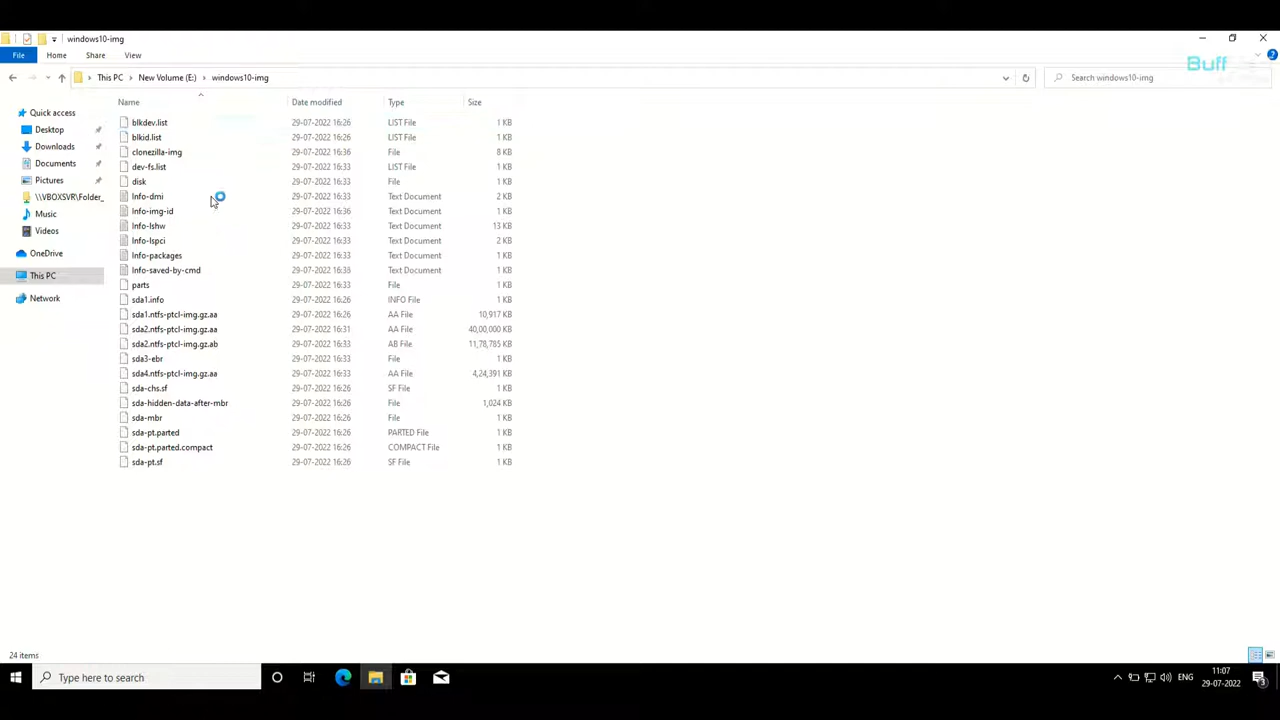 windows10-img
File Home Share View
Buff
This PC New Volume (E:) windows10-img
Search windows10-img
Name Date modified Type Size
Quick access
Desktop
Downloads
Documents
Pictures
\\VBOXSVR\Folder_
Music
Videos
OneDrive
This PC
Network
blkdev.list 29-07-2022 16:26 LIST File 1 KB
blkid.list 29-07-2022 16:26 LIST File 1 KB
clonezilla-img 29-07-2022 16:36 File 8 KB
dev-fs.list 29-07-2022 16:33 LIST File 1 KB
disk 29-07-2022 16:33 File 1 KB
Info-dmi 29-07-2022 16:33 Text Document 2 KB
Info-img-id 29-07-2022 16:36 Text Document 1 KB
Info-lshw 29-07-2022 16:33 Text Document 13 KB
Info-lspci 29-07-2022 16:33 Text Document 2 KB
Info-packages 29-07-2022 16:33 Text Document 1 KB
Info-saved-by-cmd 29-07-2022 16:36 Text Document 1 KB
parts 29-07-2022 16:33 File 1 KB
sda1.info 29-07-2022 16:26 INFO File 1 KB
sda1.ntfs-ptcl-img.gz.aa 29-07-2022 16:26 AA File 10,917 KB
sda2.ntfs-ptcl-img.gz.aa 29-07-2022 16:31 AA File 40,00,000 KB
sda2.ntfs-ptcl-img.gz.ab 29-07-2022 16:33 AB File 11,78,785 KB
sda3-ebr 29-07-2022 16:33 File 1 KB
sda4.ntfs-ptcl-img.gz.aa 29-07-2022 16:33 AA File 4,24,391 KB
sda-chs.sf 29-07-2022 16:26 SF File 1 KB
sda-hidden-data-after-mbr 29-07-2022 16:26 File 1,024 KB
sda-mbr 29-07-2022 16:26 File 1 KB
sda-pt.parted 29-07-2022 16:26 PARTED File 1 KB
sda-pt.parted.compact 29-07-2022 16:26 COMPACT File 1 KB
sda-pt.sf 29-07-2022 16:26 SF File 1 KB
24 items
Type here to search
ENG
11:07
29-07-2022
3